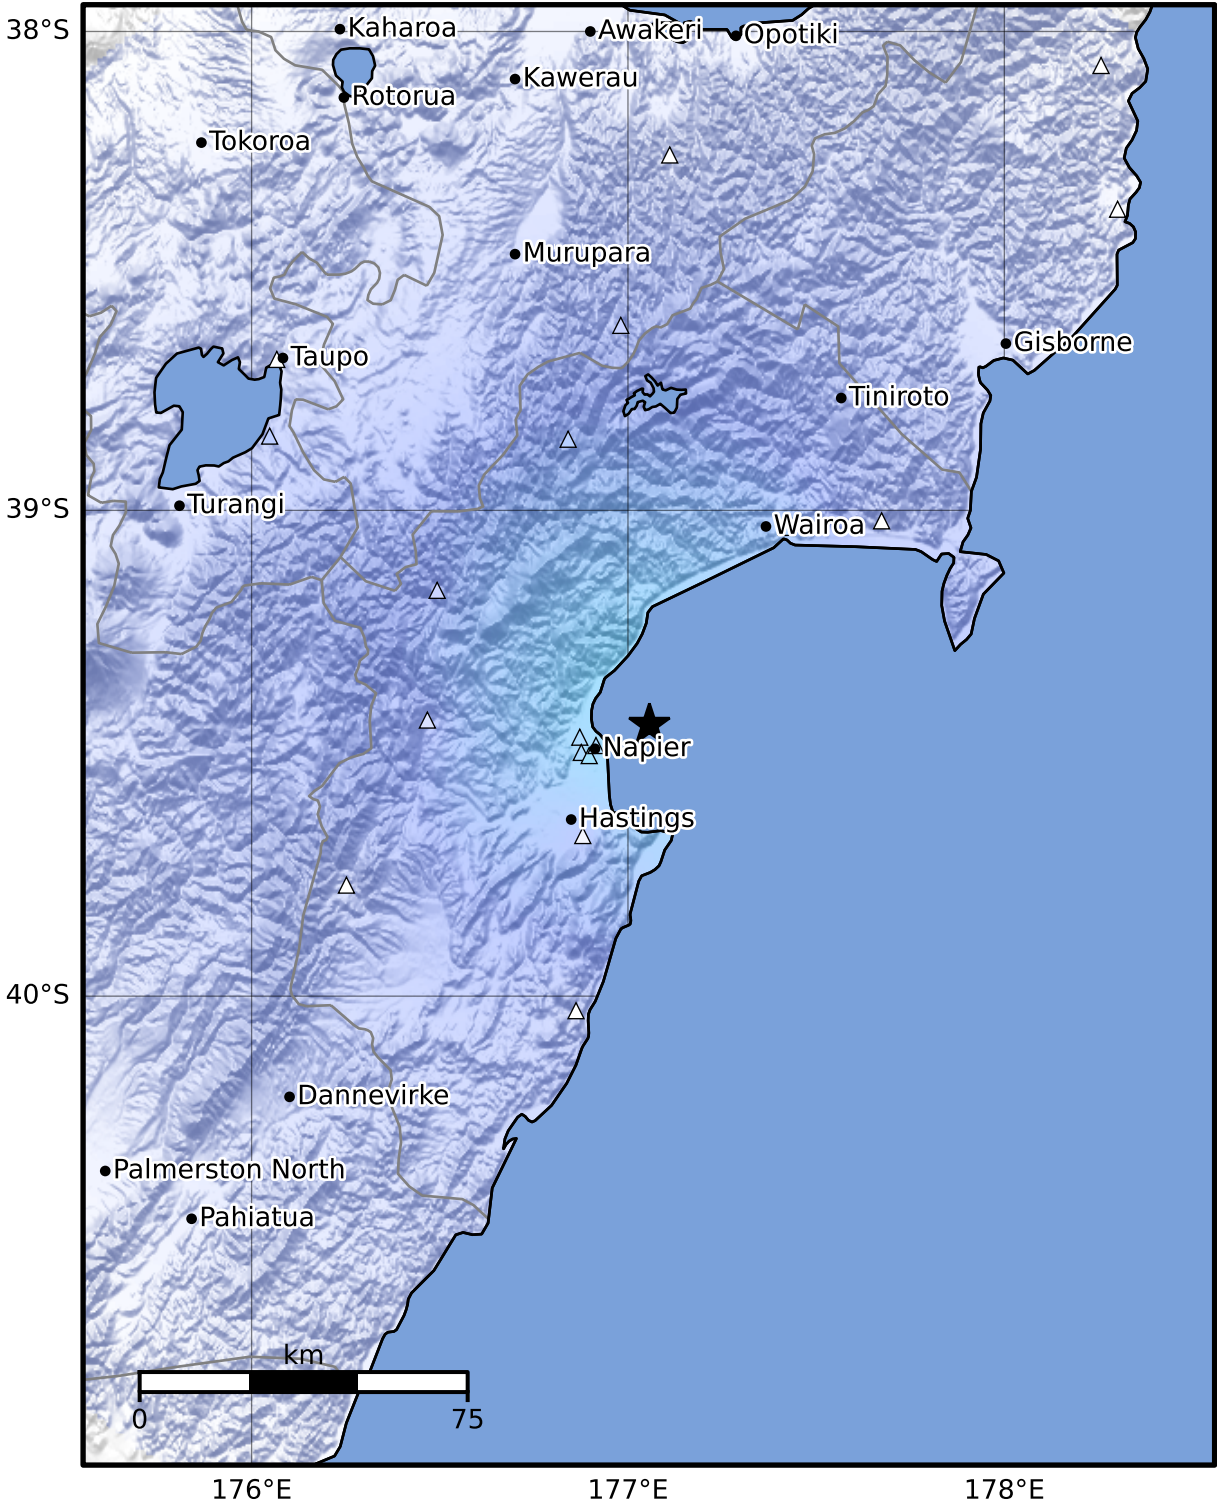 38°S
Kaharoa
Awakeri
Opotiki
Kawerau
Rotorua
Tokoroa
Murupara
Gisborne
Taupo
Tiniroto
39°S
Turangi
Wairoa
Napier
Hastings
40°S
Dannevirke
Palmerston North
Pahiatua
km
0
75
176°E
177°E
178°E